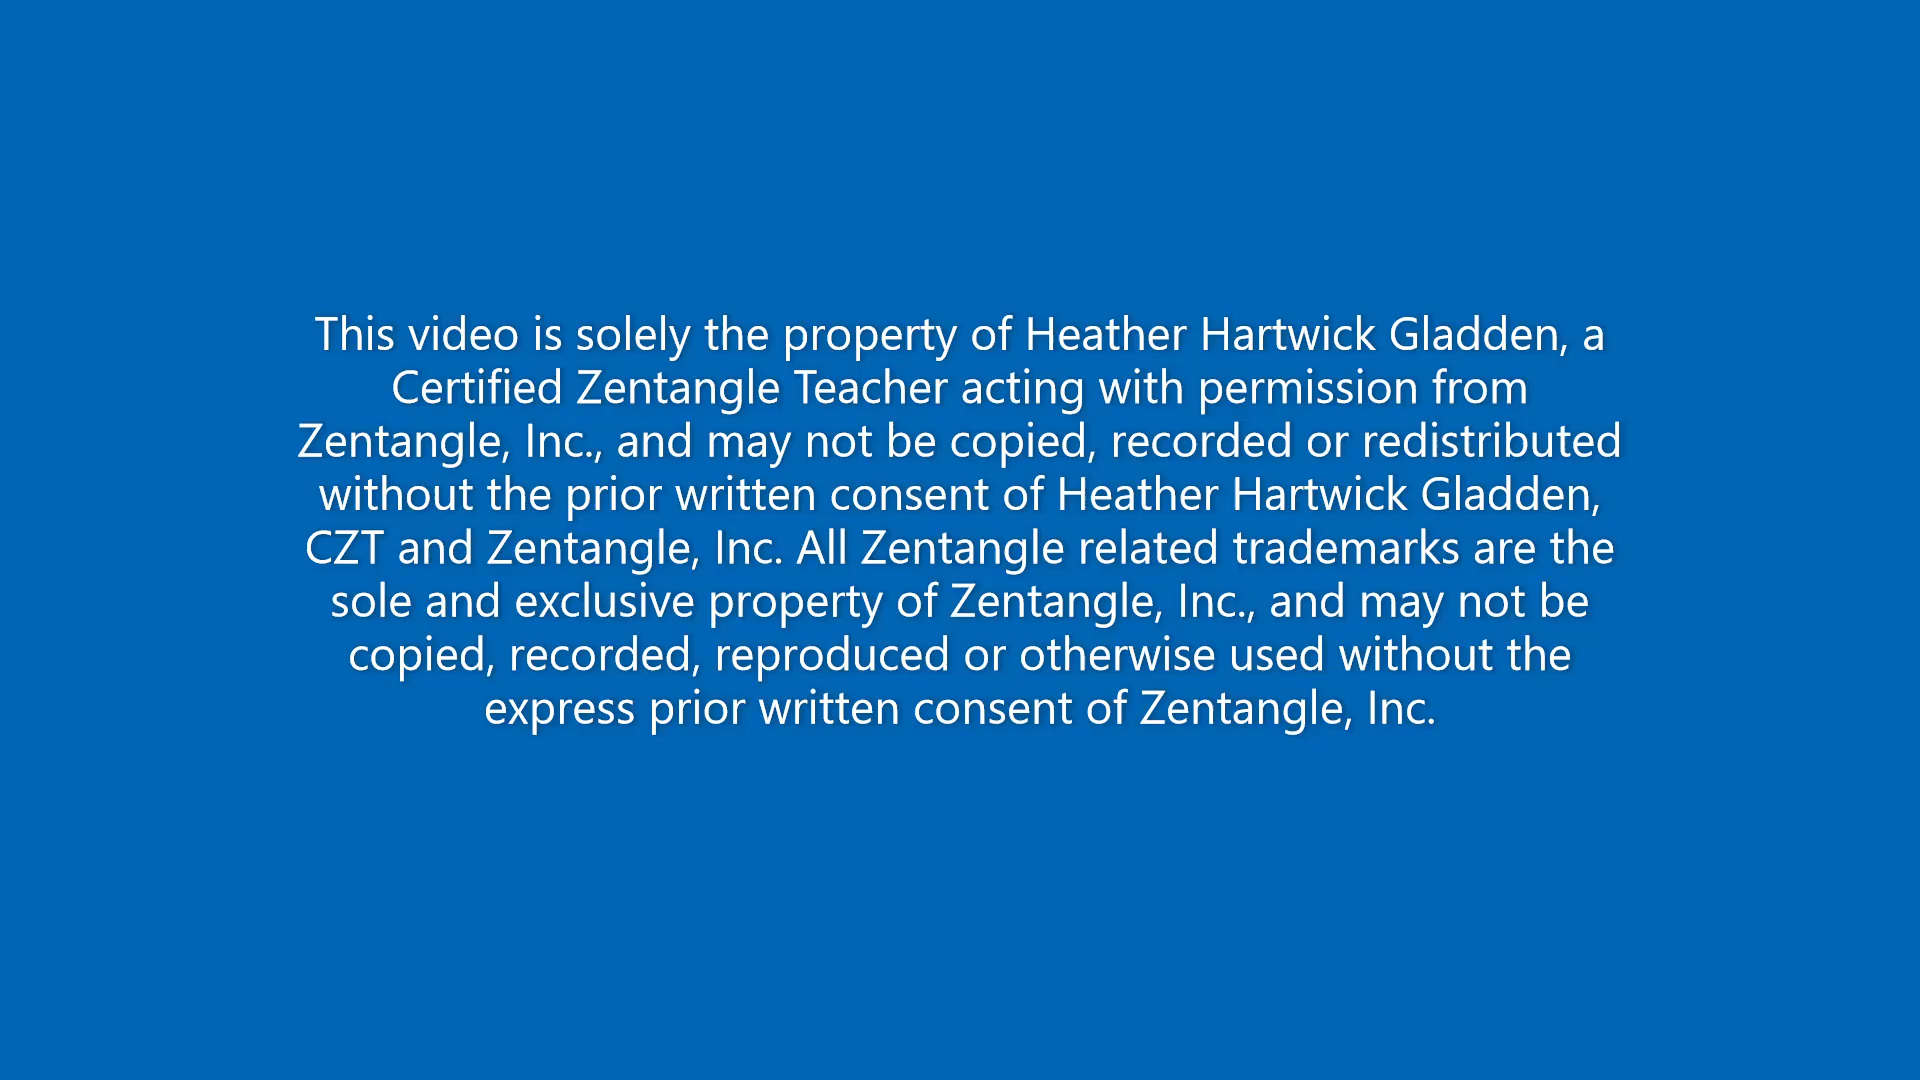 This video is solely the property of Heather Hartwick Gladden, a
Certified Zentangle Teacher acting with permission from
Zentangle, Inc., and may not be copied, recorded or redistributed
without the prior written consent of Heather Hartwick Gladden,
CZT and Zentangle, Inc. All Zentangle related trademarks are the
sole and exclusive property of Zentangle, Inc., and may not be
copied, recorded, reproduced or otherwise used without the
express prior written consent of Zentangle, Inc.